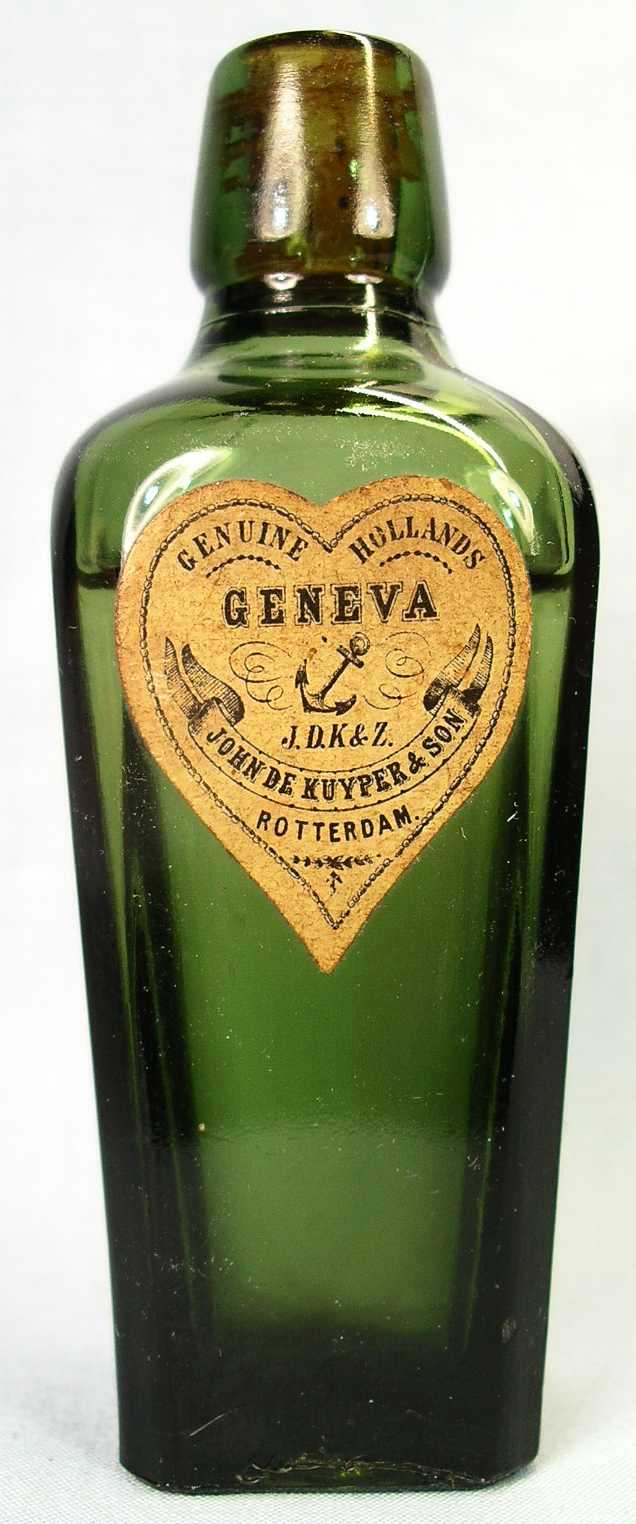 GENUINE HOLLANDS
GENEVA
J.D.K & Z.
JOHN DE KUYPER & SON
ROTTERDAM.